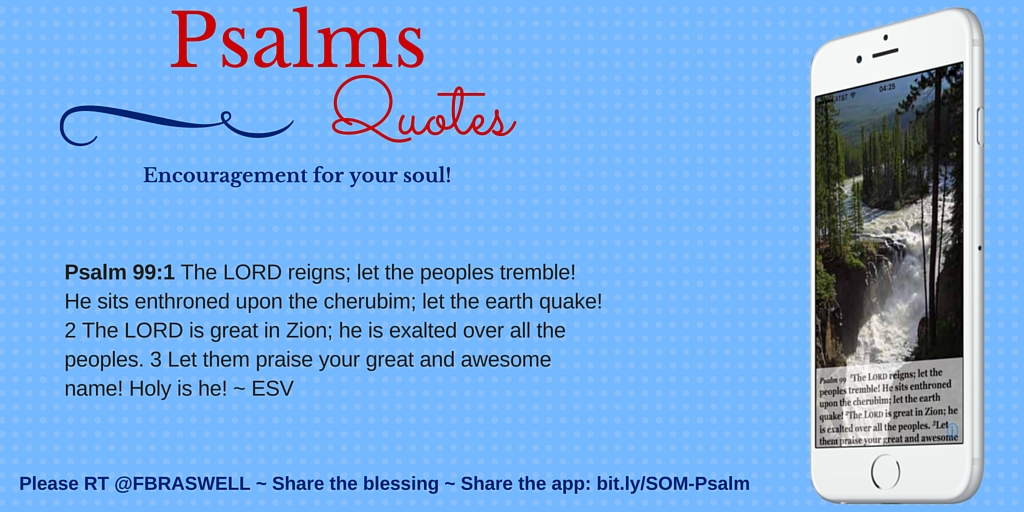 Psalms
Quotes
Encouragement for your soul!
Psalm 99:1 The LORD reigns; let the peoples tremble!
He sits enthroned upon the cherubim; let the earth quake!
2 The LORD is great in Zion; he is exalted over all the
peoples. 3 Let them praise your great and awesome
name! Holy is he! ~ ESV
Please RT @FBRASWELL ~ Share the blessing ~ Share the app: bit.ly/SOM-Psalm
AT&T 04:25
Psalm 99 ¹The LORD reigns; let the
peoples tremble! He sits enthroned
upon the cherubim; let the earth
quake! ²The LORD is great in Zion; he
is exalted over all the peoples. ³Let
them praise your great and awesome